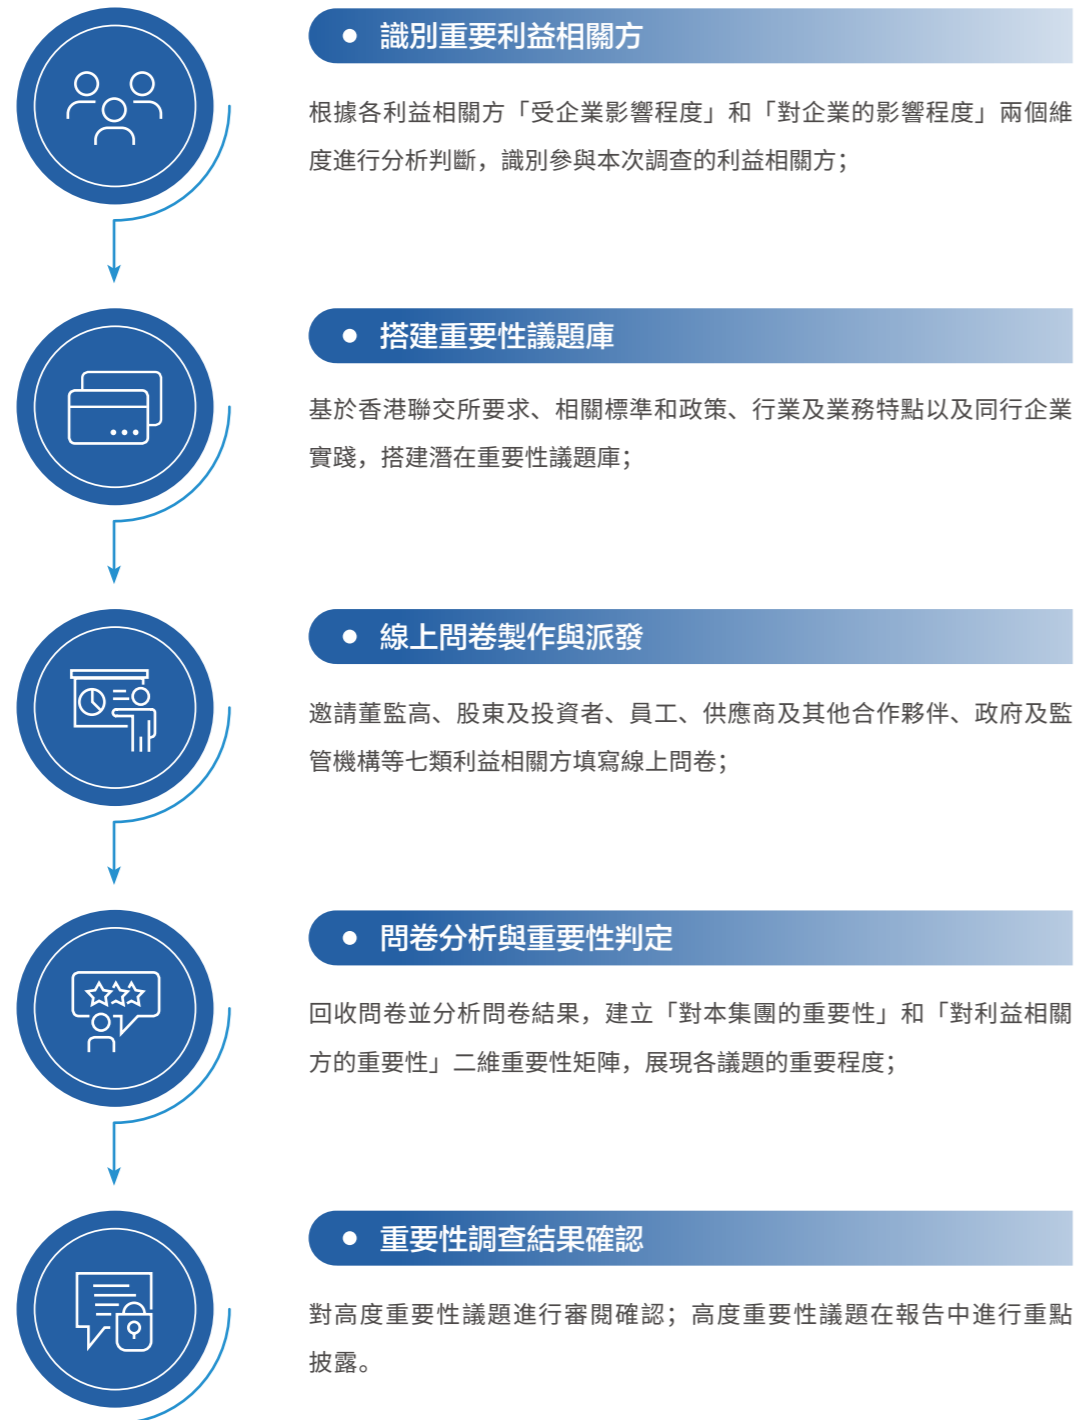 識別重要利益相關方
根據各利益相關方「受企業影響程度」和「對企業的影響程度」兩個維
度進行分析判斷，識別參與本次調查的利益相關方；
搭建重要性議題庫
基於香港聯交所要求、相關標準和政策、行業及業務特點以及同行企業
實踐，搭建潛在重要性議題庫；
線上問卷製作與派發
邀請董監高、股東及投資者、員工、供應商及其他合作夥伴、政府及監
管機構等七類利益相關方填寫線上問卷；
問卷分析與重要性判定
回收問卷並分析問卷結果，建立「對本集團的重要性」和「對利益相關
方的重要性」二維重要性矩陣，展現各議題的重要程度；
重要性調查結果確認
對高度重要性議題進行審閱確認；高度重要性議題在報告中進行重點
披露。